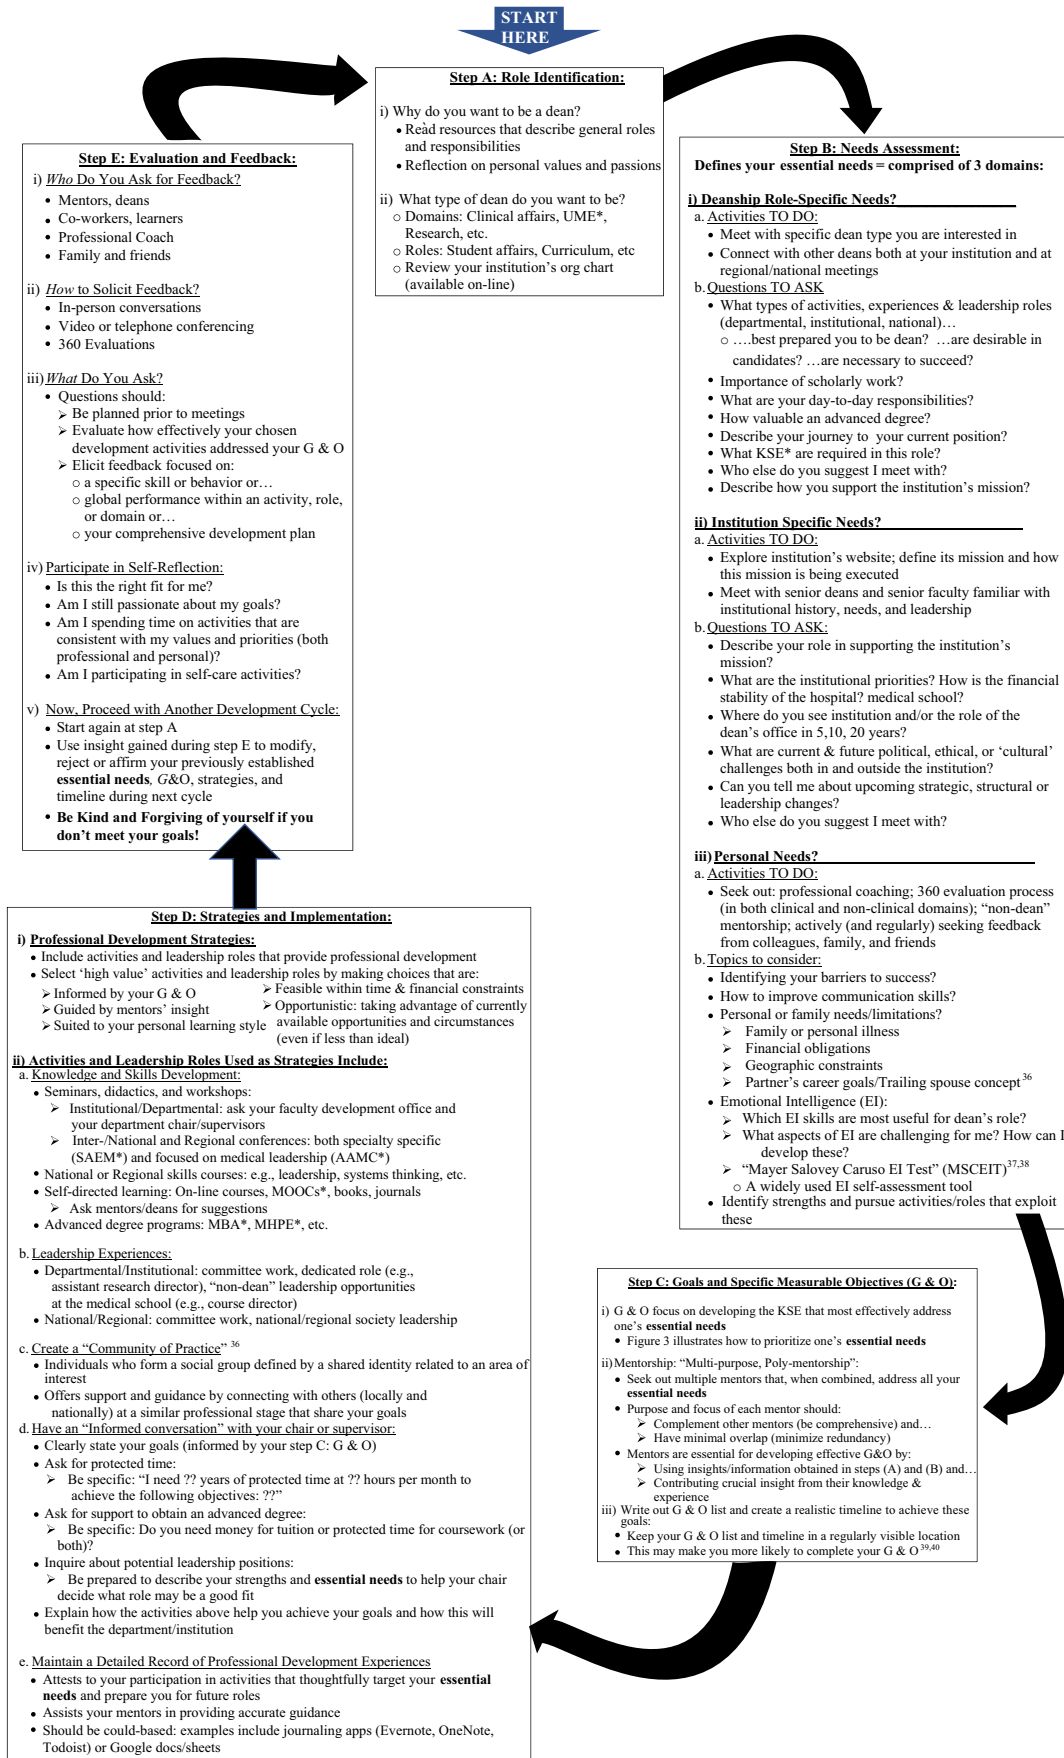 START
HERE
Step A: Role Identification:
i) Why do you want to be a dean?
• Read resources that describe general roles
and responsibilities
• Reflection on personal values and passions
ii) What type of dean do you want to be?
○ Domains: Clinical affairs, UME*,
Research, etc.
○ Roles: Student affairs, Curriculum, etc
○ Review your institution's org chart
(available on-line)
Step B: Needs Assessment:
Defines your essential needs = comprised of 3 domains:
i) Deanship Role-Specific Needs?
a. Activities TO DO:
• Meet with specific dean type you are interested in
• Connect with other deans both at your institution and at
regional/national meetings
b. Questions TO ASK
• What types of activities, experiences & leadership roles
(departmental, institutional, national)…
○ ….best prepared you to be dean? …are desirable in
candidates? …are necessary to succeed?
• Importance of scholarly work?
• What are your day-to-day responsibilities?
• How valuable an advanced degree?
• Describe your journey to your current position?
• What KSE* are required in this role?
• Who else do you suggest I meet with?
• Describe how you support the institution's mission?
ii) Institution Specific Needs?
a. Activities TO DO:
• Explore institution's website; define its mission and how
this mission is being executed
• Meet with senior deans and senior faculty familiar with
institutional history, needs, and leadership
b. Questions TO ASK:
• Describe your role in supporting the institution's
mission?
• What are the institutional priorities? How is the financial
stability of the hospital? medical school?
• Where do you see institution and/or the role of the
dean's office in 5,10, 20 years?
• What are current & future political, ethical, or 'cultural'
challenges both in and outside the institution?
• Can you tell me about upcoming strategic, structural or
leadership changes?
• Who else do you suggest I meet with?
iii) Personal Needs?
a. Activities TO DO:
• Seek out: professional coaching; 360 evaluation process
(in both clinical and non-clinical domains); "non-dean"
mentorship; actively (and regularly) seeking feedback
from colleagues, family, and friends
b. Topics to consider:
• Identifying your barriers to success?
• How to improve communication skills?
• Personal or family needs/limitations?
➢ Family or personal illness
➢ Financial obligations
➢ Geographic constraints
➢ Partner's career goals/Trailing spouse concept 36
• Emotional Intelligence (EI):
➢ Which EI skills are most useful for dean's role?
➢ What aspects of EI are challenging for me? How can I
develop these?
➢ "Mayer Salovey Caruso EI Test" (MSCEIT)37,38
○ A widely used EI self-assessment tool
• Identify strengths and pursue activities/roles that exploit
these
Step C: Goals and Specific Measurable Objectives (G & O):
i) G & O focus on developing the KSE that most effectively address
one's essential needs
• Figure 3 illustrates how to prioritize one's essential needs
ii) Mentorship: "Multi-purpose, Poly-mentorship":
• Seek out multiple mentors that, when combined, address all your
essential needs
• Purpose and focus of each mentor should:
➢ Complement other mentors (be comprehensive) and…
➢ Have minimal overlap (minimize redundancy)
• Mentors are essential for developing effective G&O by:
➢ Using insights/information obtained in steps (A) and (B) and…
➢ Contributing crucial insight from their knowledge &
experience
iii) Write out G & O list and create a realistic timeline to achieve these
goals:
• Keep your G & O list and timeline in a regularly visible location
• This may make you more likely to complete your G & O39,40
Step D: Strategies and Implementation:
i) Professional Development Strategies:
• Include activities and leadership roles that provide professional development
• Select 'high value' activities and leadership roles by making choices that are:
➢ Informed by your G & O
➢ Guided by mentors' insight
➢ Suited to your personal learning style
➢ Feasible within time & financial constraints
➢ Opportunistic: taking advantage of currently
available opportunities and circumstances
(even if less than ideal)
ii) Activities and Leadership Roles Used as Strategies Include:
a. Knowledge and Skills Development:
• Seminars, didactics, and workshops:
➢ Institutional/Departmental: ask your faculty development office and
your department chair/supervisors
➢ Inter-/National and Regional conferences: both specialty specific
(SAEM*) and focused on medical leadership (AAMC*)
• National or Regional skills courses: e.g., leadership, systems thinking, etc.
• Self-directed learning: On-line courses, MOOCs*, books, journals
➢ Ask mentors/deans for suggestions
• Advanced degree programs: MBA*, MHPE*, etc.
b. Leadership Experiences:
• Departmental/Institutional: committee work, dedicated role (e.g.,
assistant research director), "non-dean" leadership opportunities
at the medical school (e.g., course director)
• National/Regional: committee work, national/regional society leadership
c. Create a "Community of Practice" 36
• Individuals who form a social group defined by a shared identity related to an area of
interest
• Offers support and guidance by connecting with others (locally and
nationally) at a similar professional stage that share your goals
d. Have an "Informed conversation" with your chair or supervisor:
• Clearly state your goals (informed by your step C: G & O)
• Ask for protected time:
➢ Be specific: "I need ?? years of protected time at ?? hours per month to
achieve the following objectives: ??"
• Ask for support to obtain an advanced degree:
➢ Be specific: Do you need money for tuition or protected time for coursework (or
both)?
• Inquire about potential leadership positions:
➢ Be prepared to describe your strengths and essential needs to help your chair
decide what role may be a good fit
• Explain how the activities above help you achieve your goals and how this will
benefit the department/institution
e. Maintain a Detailed Record of Professional Development Experiences
• Attests to your participation in activities that thoughtfully target your essential
needs and prepare you for future roles
• Assists your mentors in providing accurate guidance
• Should be could-based: examples include journaling apps (Evernote, OneNote,
Todoist) or Google docs/sheets
Step E: Evaluation and Feedback:
i) Who Do You Ask for Feedback?
• Mentors, deans
• Co-workers, learners
• Professional Coach
• Family and friends
ii) How to Solicit Feedback?
• In-person conversations
• Video or telephone conferencing
• 360 Evaluations
iii) What Do You Ask?
• Questions should:
➢ Be planned prior to meetings
➢ Evaluate how effectively your chosen
development activities addressed your G & O
➢ Elicit feedback focused on:
○ a specific skill or behavior or…
○ global performance within an activity, role,
or domain or…
○ your comprehensive development plan
iv) Participate in Self-Reflection:
• Is this the right fit for me?
• Am I still passionate about my goals?
• Am I spending time on activities that are
consistent with my values and priorities (both
professional and personal)?
• Am I participating in self-care activities?
v) Now, Proceed with Another Development Cycle:
• Start again at step A
• Use insight gained during step E to modify,
reject or affirm your previously established
essential needs, G&O, strategies, and
timeline during next cycle
• Be Kind and Forgiving of yourself if you
don't meet your goals!